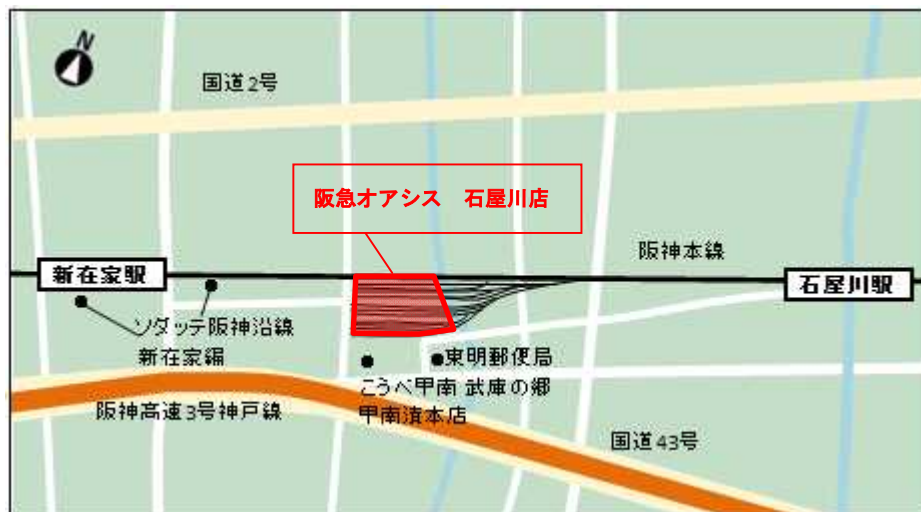 N
国道2号
阪急オアシス 石屋川店
阪神本線
新在家駅
石屋川駅
ソダッテ阪神沿線
新在家編
東明郵便局
こうべ甲南 武庫の郷
甲南漬本店
阪神高速3号神戸線
国道43号